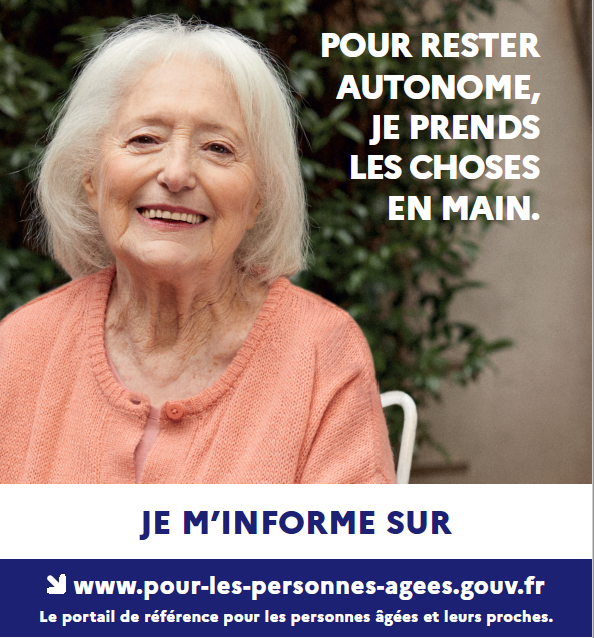 POUR RESTER
AUTONOME,
JE PRENDS
LES CHOSES
EN MAIN.
JE M'INFORME SUR
www.pour-les-personnes-agees.gouv.fr
Le portail de référence pour les personnes âgées et leurs proches.